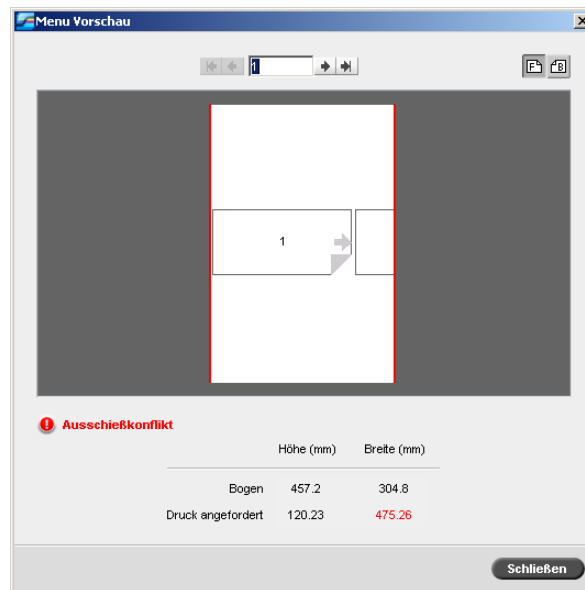 Menu Vorschau
1
F B
1
Ausschießkonflikt
Höhe (mm) Breite (mm)
Bogen 457.2 304.8
Druck angefordert 120.23 475.26
Schließen